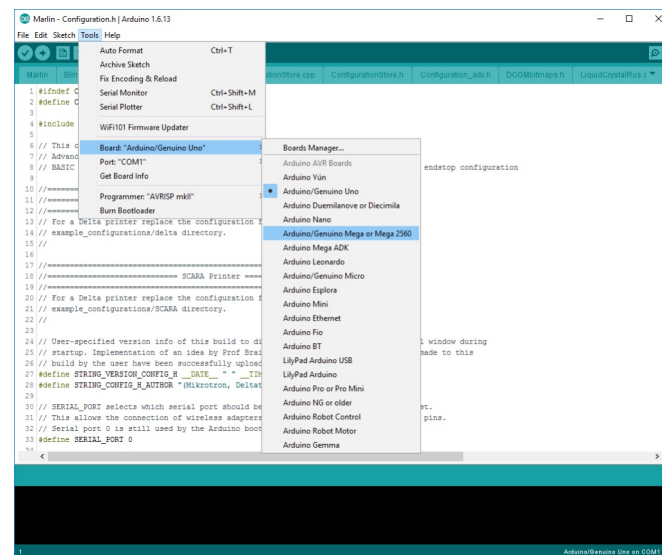 Marlin - Configuration.h | Arduino 1.6.13
File Edit Sketch Tools Help
Marlin
ationStore.cpp
ConfigurationStore.h
Configuration_adv.h
DOGMbitmaps.h
LiquidCrystalRus.c
Auto Format Ctrl+T
Archive Sketch
Fix Encoding & Reload
Serial Monitor Ctrl+Shift+M
Serial Plotter Ctrl+Shift+L
WiFi101 Firmware Updater
Board: "Arduino/Genuino Uno"
Port: "COM1"
Get Board Info
Programmer: "AVRISP mkII"
Burn Bootloader
Boards Manager...
Arduino AVR Boards
Arduino Yún
Arduino/Genuino Uno
Arduino Duemilanove or Diecimila
Arduino Nano
Arduino/Genuino Mega or Mega 2560
Arduino Mega ADK
Arduino Leonardo
Arduino/Genuino Micro
Arduino Esplora
Arduino Mini
Arduino Ethernet
Arduino Fio
Arduino BT
LilyPad Arduino USB
LilyPad Arduino
Arduino Pro or Pro Mini
Arduino NG or older
Arduino Robot Control
Arduino Robot Motor
Arduino Gemma
1 #ifndef C
2 #define C
3
4 #include
5
6 // This c
7 // Advanc
8 // BASIC endstop configuration
9
10 //=======
11 //=======
12 //=======
13 // For a Delta printer replace the configuration f
14 // example_configurations/delta directory.
15 //
16
17 //==================================================
18 //============================ SCARA Printer ====
19 //==================================================
20 // For a Delta printer replace the configuration f
21 // example_configurations/SCARA directory.
22 //
23
24 // User-specified version info of this build to di l window during
25 // startup. Implementation of an idea by Prof Brai made to this
26 // build by the user have been successfully upload
27 #define STRING_VERSION_CONFIG_H __DATE__ " " __TIM
28 #define STRING_CONFIG_H_AUTHOR "(Mikrotron, Deltat
29
30 // SERIAL_PORT selects which serial port should be st.
31 // This allows the connection of wireless adapters pins.
32 // Serial port 0 is still used by the Arduino boot
33 #define SERIAL_PORT 0
1
Arduino/Genuino Uno on COM1